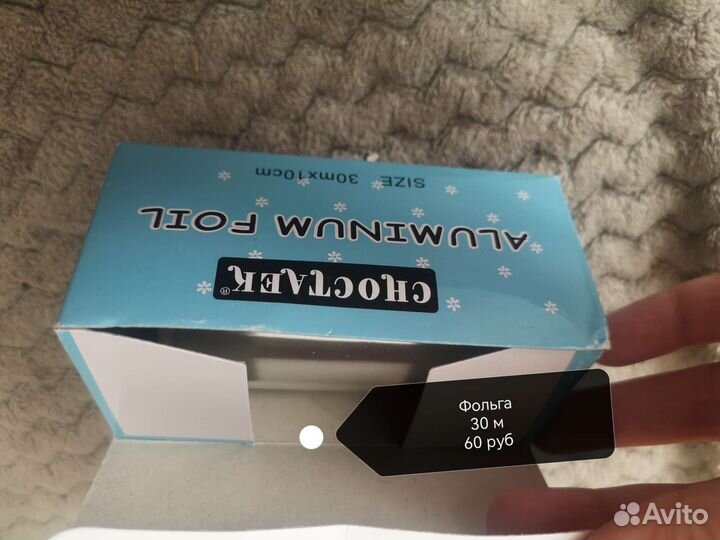 CHOCTAEK®
ALUMINUM FOIL
SIZE 30mx10cm
Фольга
30 м
60 руб
Avito